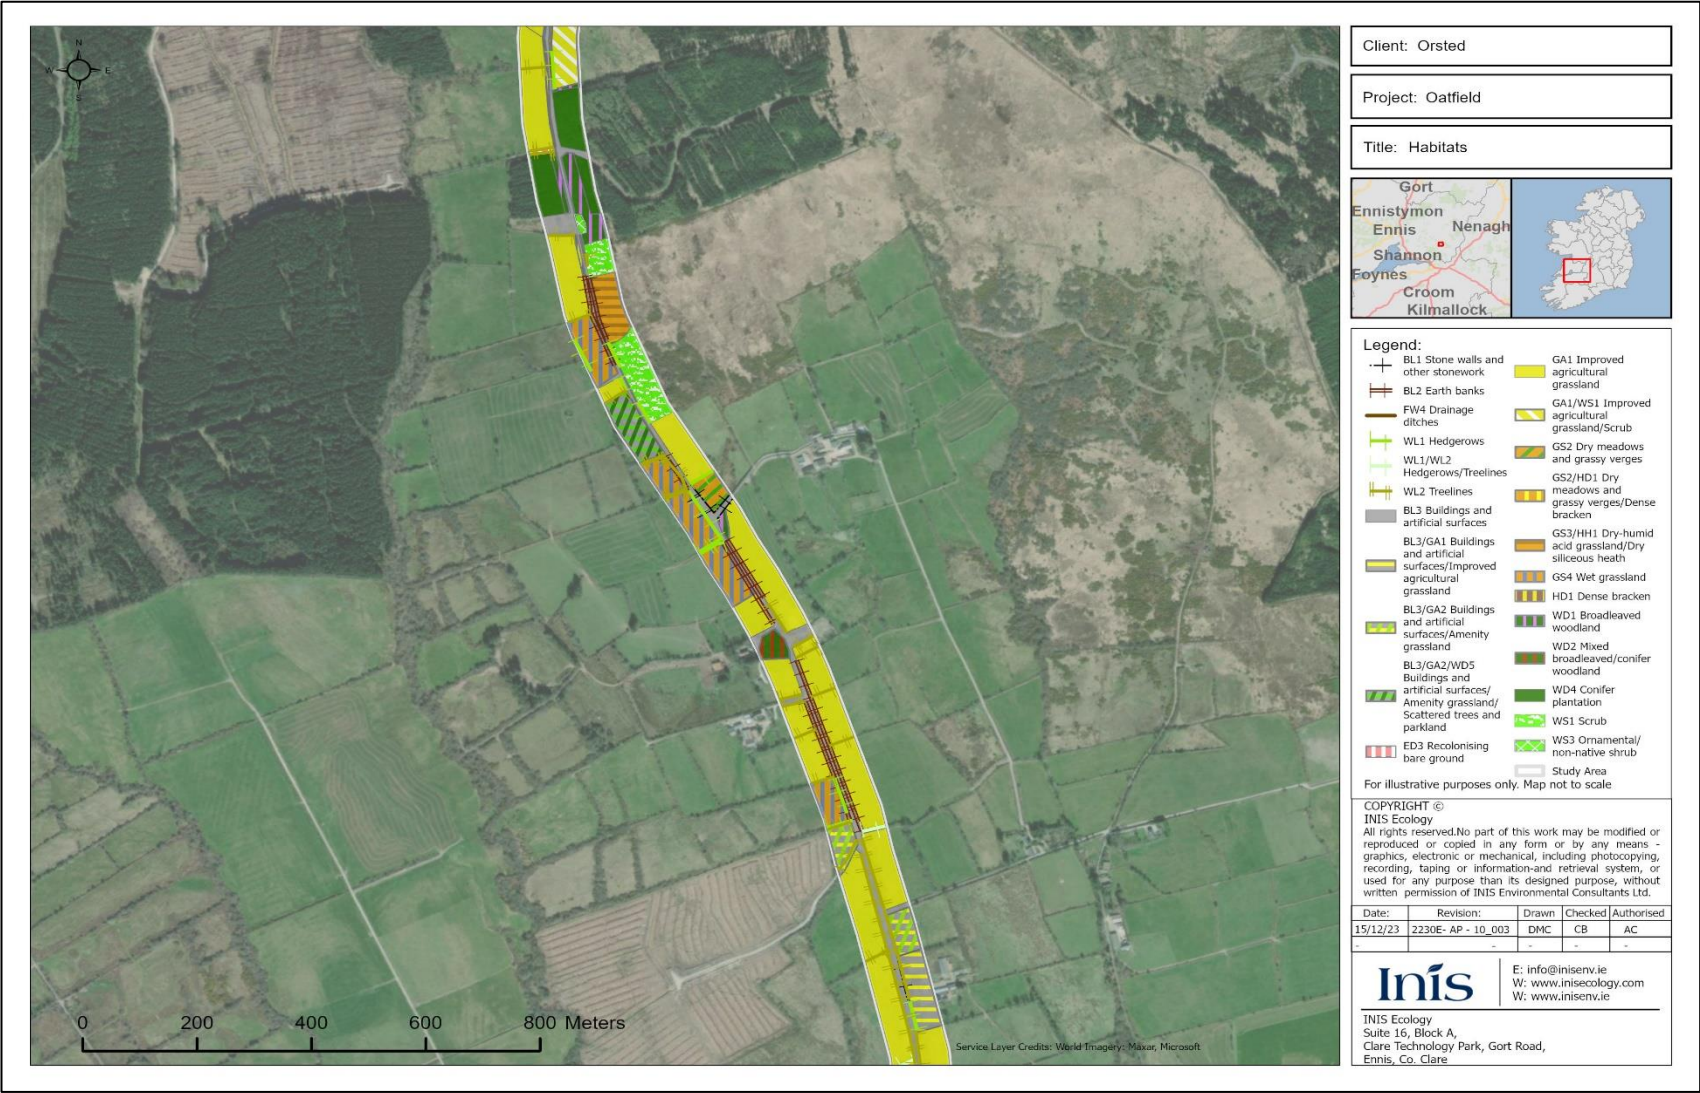 N
W
E
S
0 200 400 600 800 Meters
Service Layer Credits: World Imagery: Maxar, Microsoft
Client: Orsted
Project: Oatfield
Title: Habitats
Gort
Ennistymon
Ennis
Nenagh
Shannon
Foynes
Croom
Kilmallock
Legend:
BL1 Stone walls and
other stonework
BL2 Earth banks
FW4 Drainage
ditches
WL1 Hedgerows
WL1/WL2
Hedgerows/Treelines
WL2 Treelines
BL3 Buildings and
artificial surfaces
BL3/GA1 Buildings
and artificial
surfaces/Improved
agricultural
grassland
BL3/GA2 Buildings
and artificial
surfaces/Amenity
grassland
BL3/GA2/WD5
Buildings and
artificial surfaces/
Amenity grassland/
Scattered trees and
parkland
ED3 Recolonising
bare ground
GA1 Improved
agricultural
grassland
GA1/WS1 Improved
agricultural
grassland/Scrub
GS2 Dry meadows
and grassy verges
GS2/HD1 Dry
meadows and
grassy verges/Dense
bracken
GS3/HH1 Dry-humid
acid grassland/Dry
siliceous heath
GS4 Wet grassland
HD1 Dense bracken
WD1 Broadleaved
woodland
WD2 Mixed
broadleaved/conifer
woodland
WD4 Conifer
plantation
WS1 Scrub
WS3 Ornamental/
non-native shrub
Study Area
For illustrative purposes only. Map not to scale
COPYRIGHT ©
INIS Ecology
All rights reserved.No part of this work may be modified or
reproduced or copied in any form or by any means -
graphics, electronic or mechanical, including photocopying,
recording, taping or information-and retrieval system, or
used for any purpose than its designed purpose, without
written permission of INIS Environmental Consultants Ltd.
Date: Revision: Drawn Checked Authorised
15/12/23 2230E- AP - 10_003 DMC CB AC
- - - - -
Inís
E: info@inisenv.ie
W: www.inisecology.com
W: www.inisenv.ie
INIS Ecology
Suite 16, Block A,
Clare Technology Park, Gort Road,
Ennis, Co. Clare